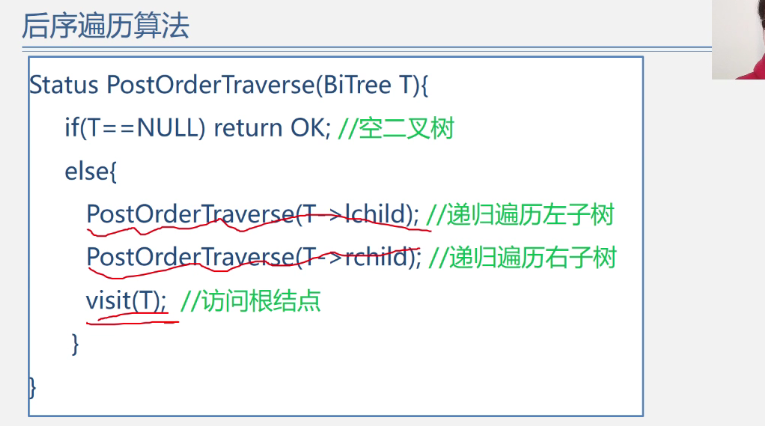 后序遍历算法
Status PostOrderTraverse(BiTree T){
if(T==NULL) return OK; //空二叉树
else{
PostOrderTraverse(T->lchild); //递归遍历左子树
PostOrderTraverse(T->rchild); //递归遍历右子树
visit(T); //访问根结点
}
}